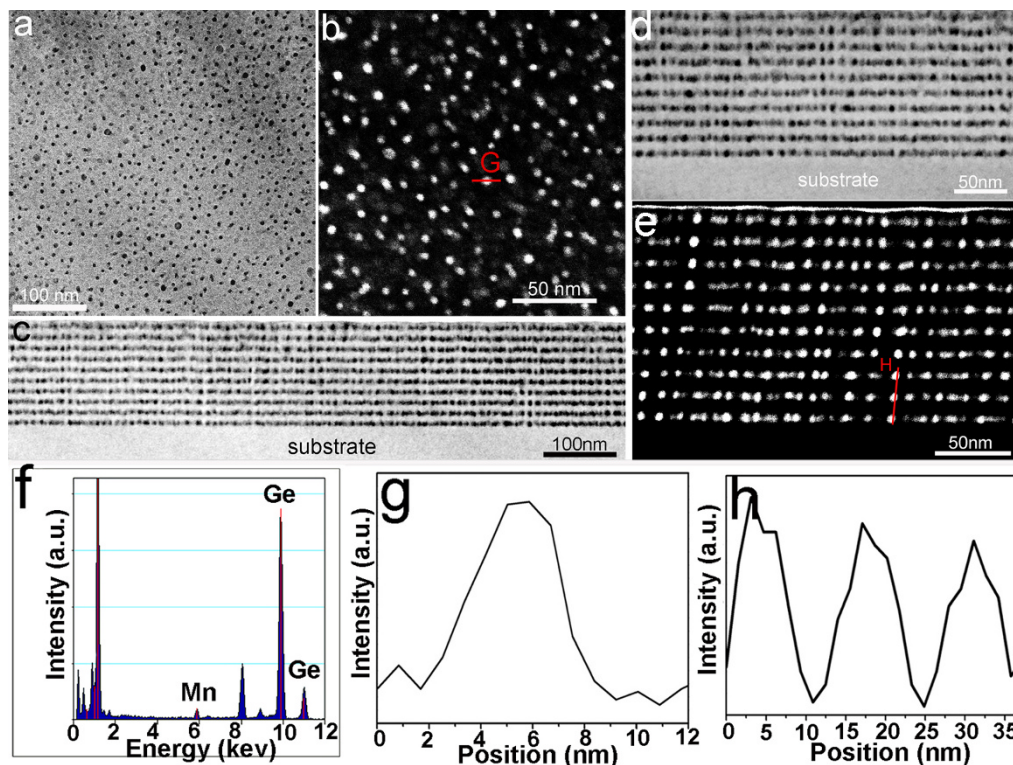 a
100 nm
b
G
50 nm
c
substrate
100nm
d
substrate
50nm
e
H
50nm
f
Ge
Ge
Mn
Intensity (a.u.)
0 2 4 6 8 10 12
Energy (kev)
g
Intensity (a.u.)
0 2 4 6 8 10 12
Position (nm)
h
Intensity (a.u.)
0 5 10 15 20 25 30 35
Position (nm)